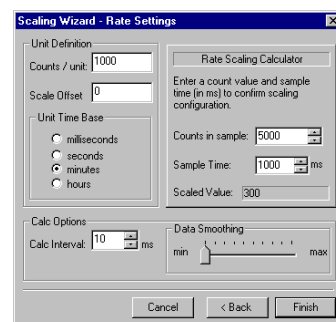 Scaling Wizard - Rate Settings
Unit Definition
Counts / unit: 1000
Scale Offset 0
Unit Time Base
milliseconds
seconds
minutes
hours
Rate Scaling Calculator
Enter a count value and sample
time (in ms) to confirm scaling
configuration.
Counts in sample: 5000
Sample Time: 1000 ms
Scaled Value: 300
Calc Options
Calc Interval: 10 ms
Data Smoothing
min max
Cancel < Back Finish